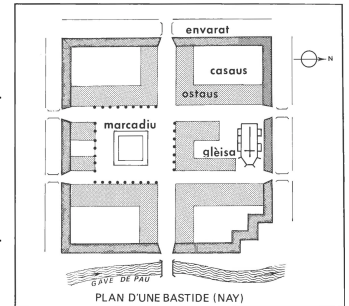 envarat
casaus
N
ostaus
marcadiu
glèisa
GAVE DE PAU
PLAN D'UNE BASTIDE (NAY)